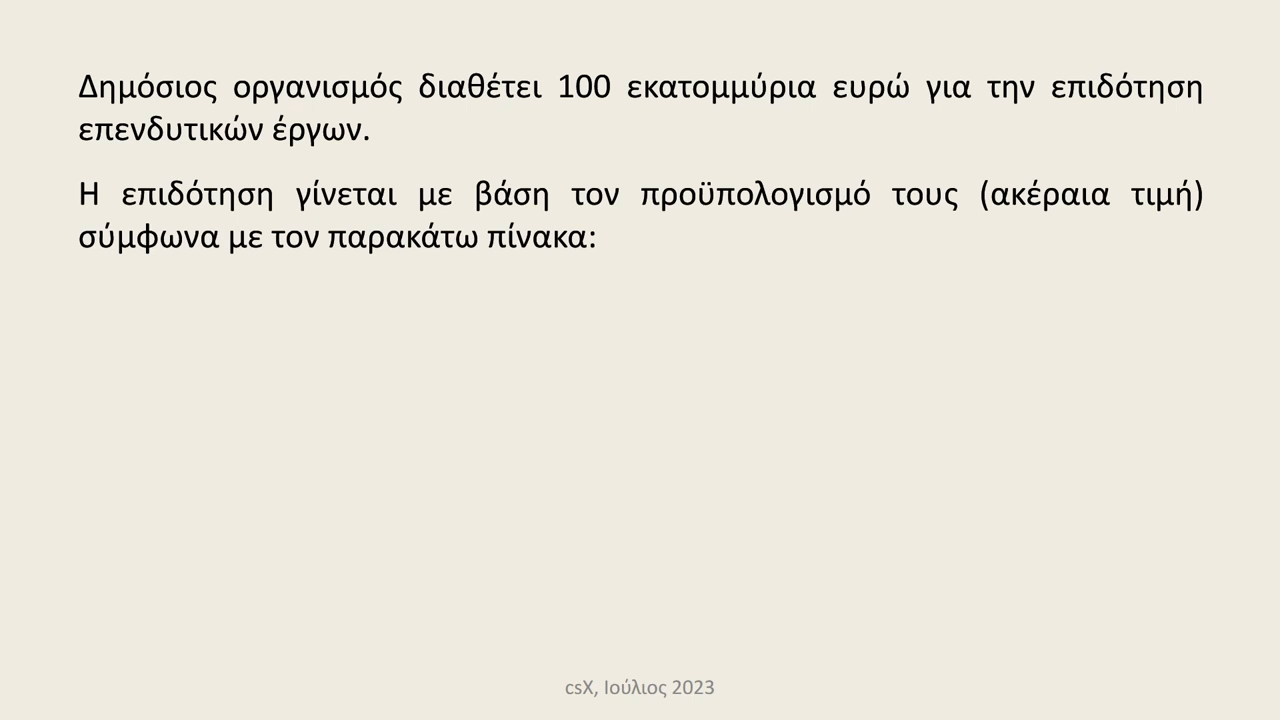 Δημόσιος οργανισμός διαθέτει 100 εκατομμύρια ευρώ για την επιδότηση
επενδυτικών έργων.
Η επιδότηση γίνεται με βάση τον προϋπολογισμό τους (ακέραια τιμή)
σύμφωνα με τον παρακάτω πίνακα:
csX, Ιούλιος 2023